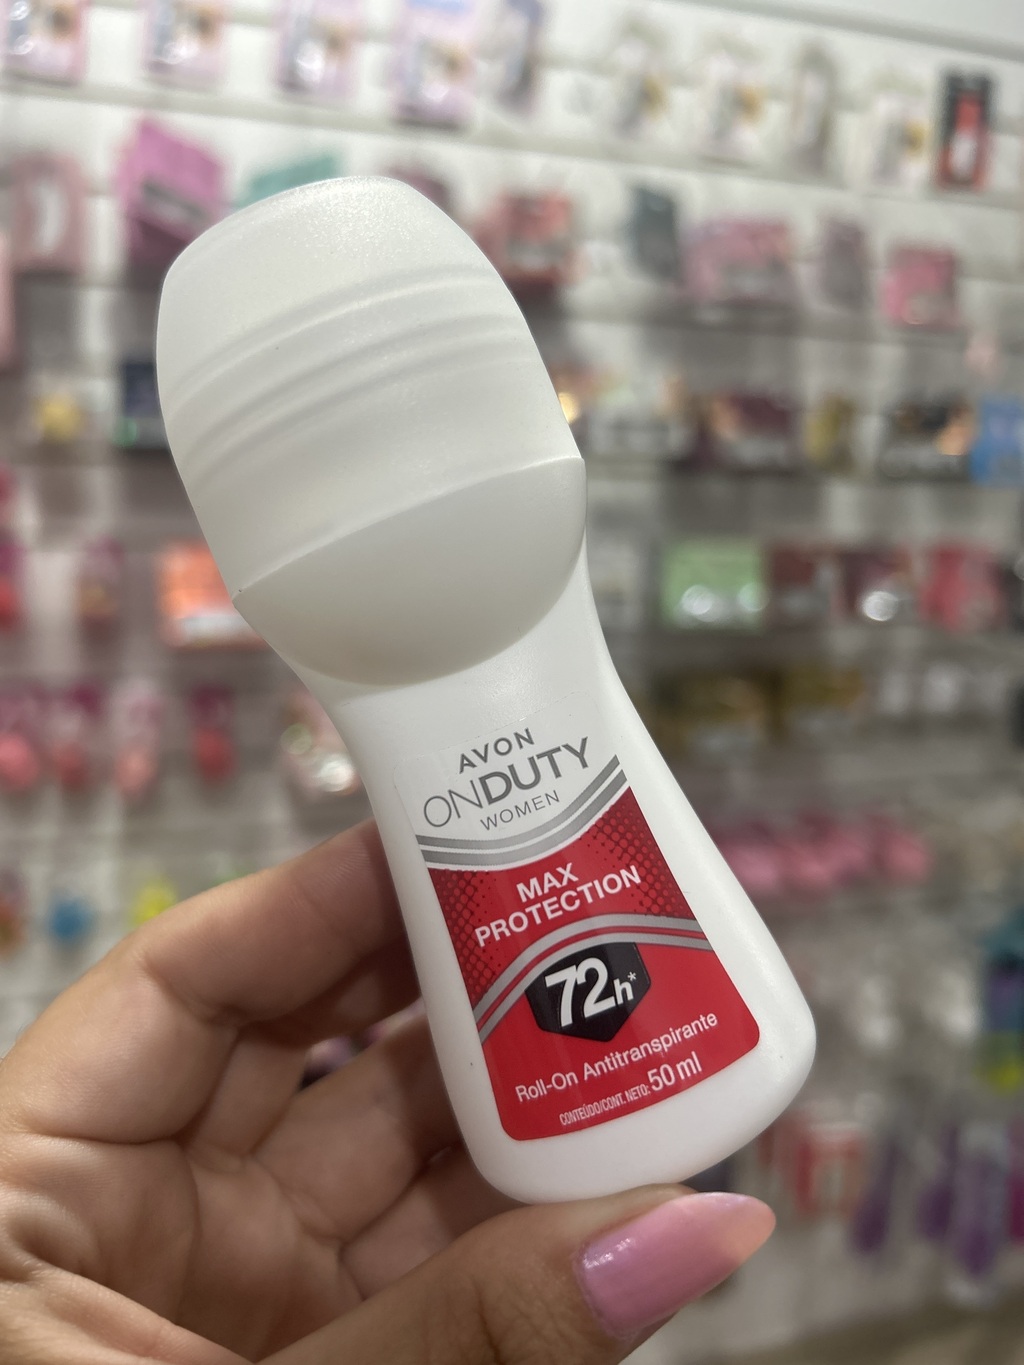 AVON
ONDUTY
WOMEN
MAX
PROTECTION
72h*
Roll-On Antitranspirante
CONTEÚDO/CONT. NETO: 50 ml